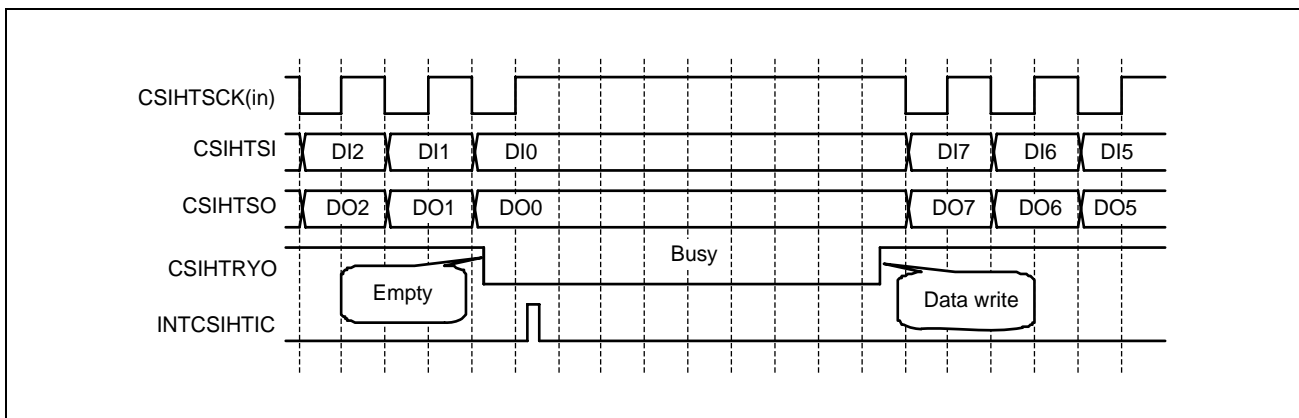 CSIHTSCK(in)
CSIHTSI DI2 DI1 DI0 DI7 DI6 DI5
CSIHTSO DO2 DO1 DO0 DO7 DO6 DO5
CSIHTRYO Busy
Empty Data write
INTCSIHTIC